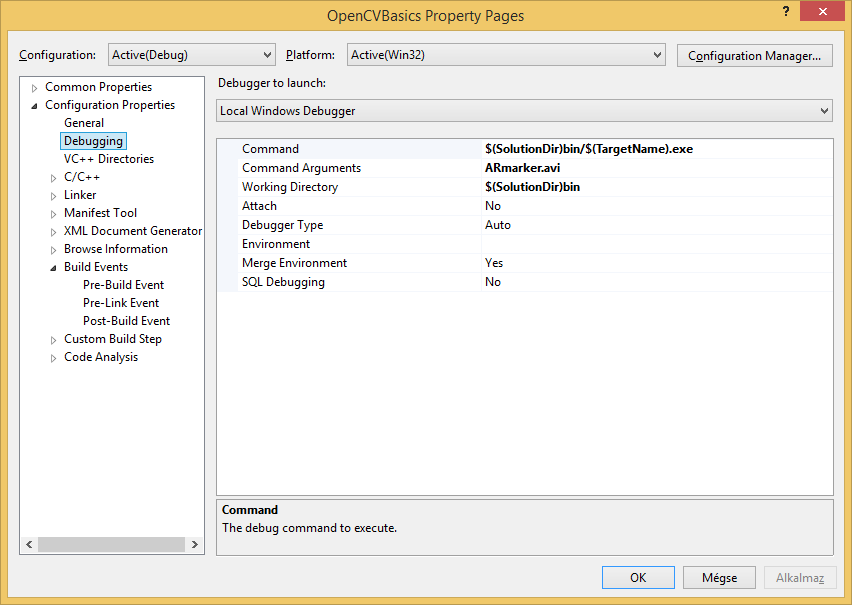 OpenCVBasics Property Pages
?
Configuration: Active(Debug) Platform: Active(Win32) Configuration Manager...
Common Properties
Configuration Properties
General
Debugging
VC++ Directories
C/C++
Linker
Manifest Tool
XML Document Generator
Browse Information
Build Events
Pre-Build Event
Pre-Link Event
Post-Build Event
Custom Build Step
Code Analysis
Debugger to launch:
Local Windows Debugger
Command $(SolutionDir)bin/$(TargetName).exe
Command Arguments ARmarker.avi
Working Directory $(SolutionDir)bin
Attach No
Debugger Type Auto
Environment
Merge Environment Yes
SQL Debugging No
Command
The debug command to execute.
OK Mégse Alkalmaz